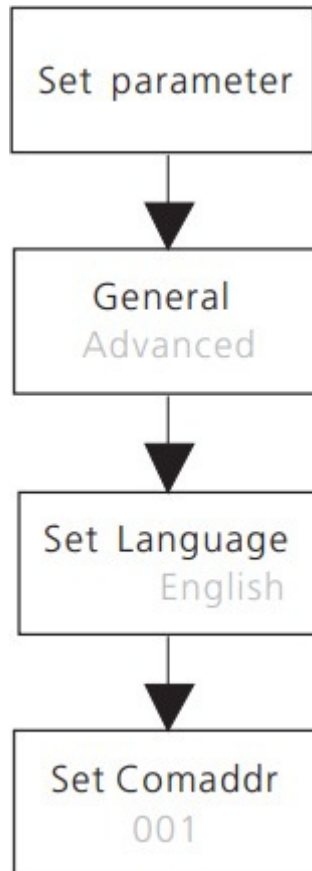 Set parameter
General
Advanced
Set Language
English
Set Comaddr
001